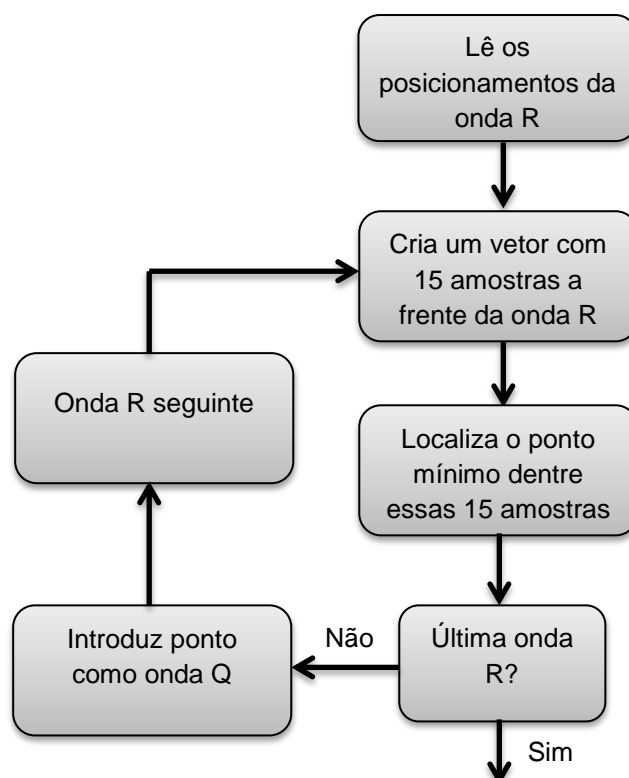 Lê os
posicionamentos da
onda R
Cria um vetor com
15 amostras a
frente da onda R
Onda R seguinte
Localiza o ponto
mínimo dentre
essas 15 amostras
Introduz ponto
como onda Q
Não
Última onda
R?
Sim